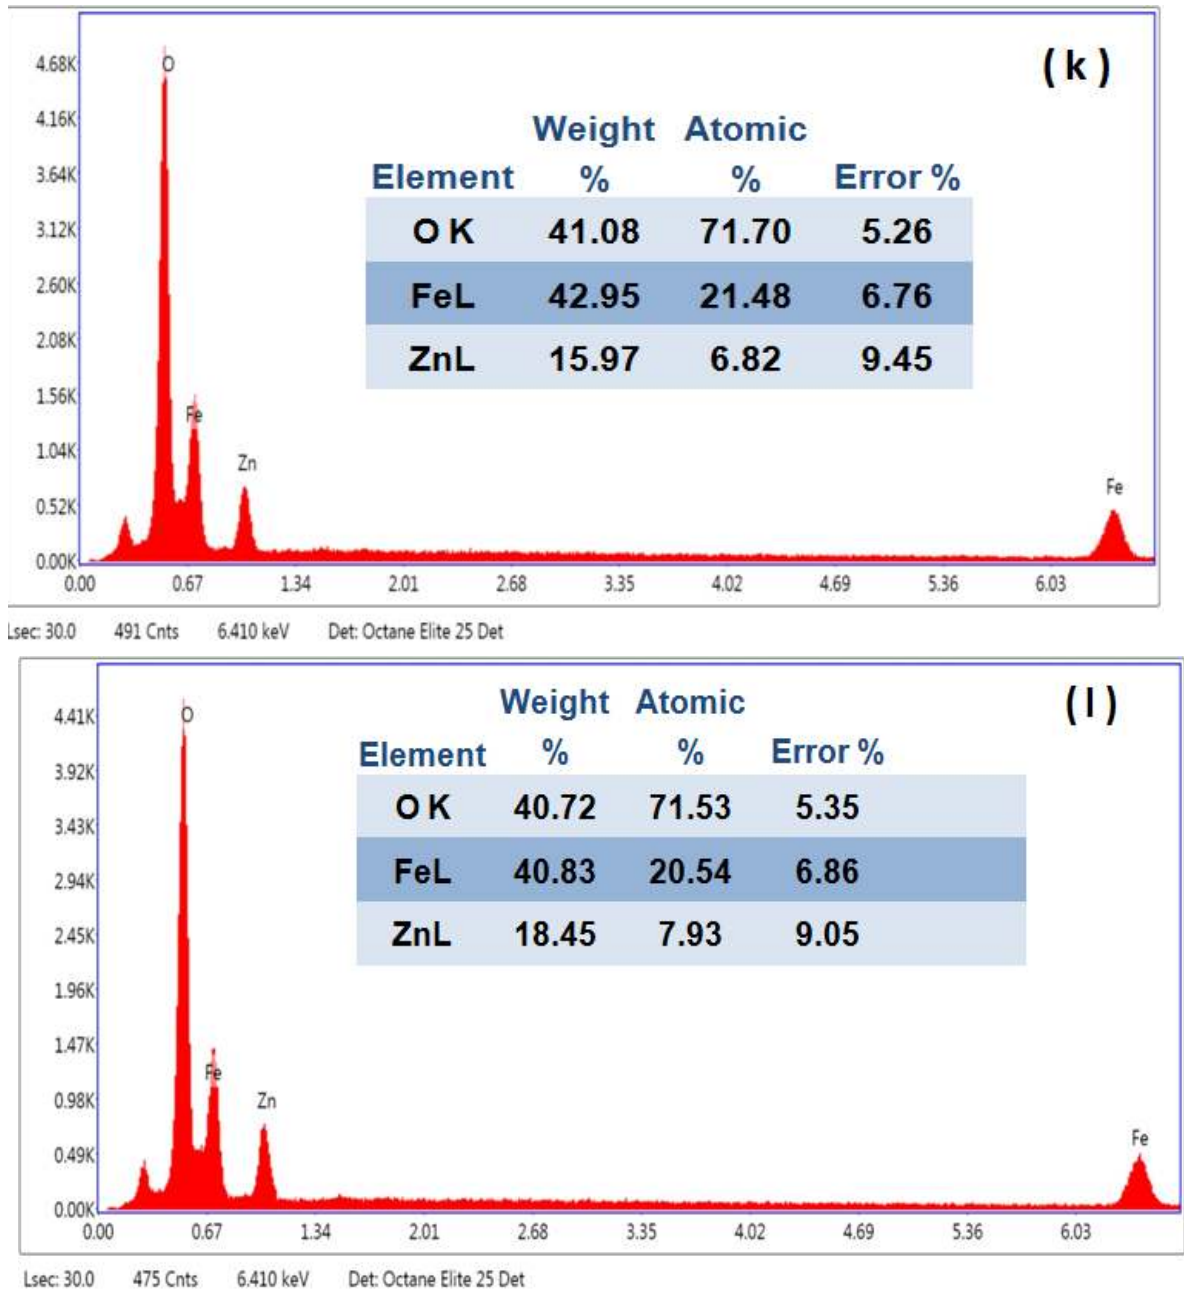 ( k )
4.68K
4.16K
3.64K
3.12K
2.60K
2.08K
1.56K
1.04K
0.52K
0.00K
O
Fe
Zn
Fe
Weight Atomic
Element % % Error %
O K 41.08 71.70 5.26
FeL 42.95 21.48 6.76
ZnL 15.97 6.82 9.45
0.00 0.67 1.34 2.01 2.68 3.35 4.02 4.69 5.36 6.03
Lsec: 30.0 491 Cnts 6.410 keV Det: Octane Elite 25 Det
( l )
4.41K
3.92K
3.43K
2.94K
2.45K
1.96K
1.47K
0.98K
0.49K
0.00K
O
Fe
Zn
Fe
Weight Atomic
Element % % Error %
O K 40.72 71.53 5.35
FeL 40.83 20.54 6.86
ZnL 18.45 7.93 9.05
0.00 0.67 1.34 2.01 2.68 3.35 4.02 4.69 5.36 6.03
Lsec: 30.0 475 Cnts 6.410 keV Det: Octane Elite 25 Det